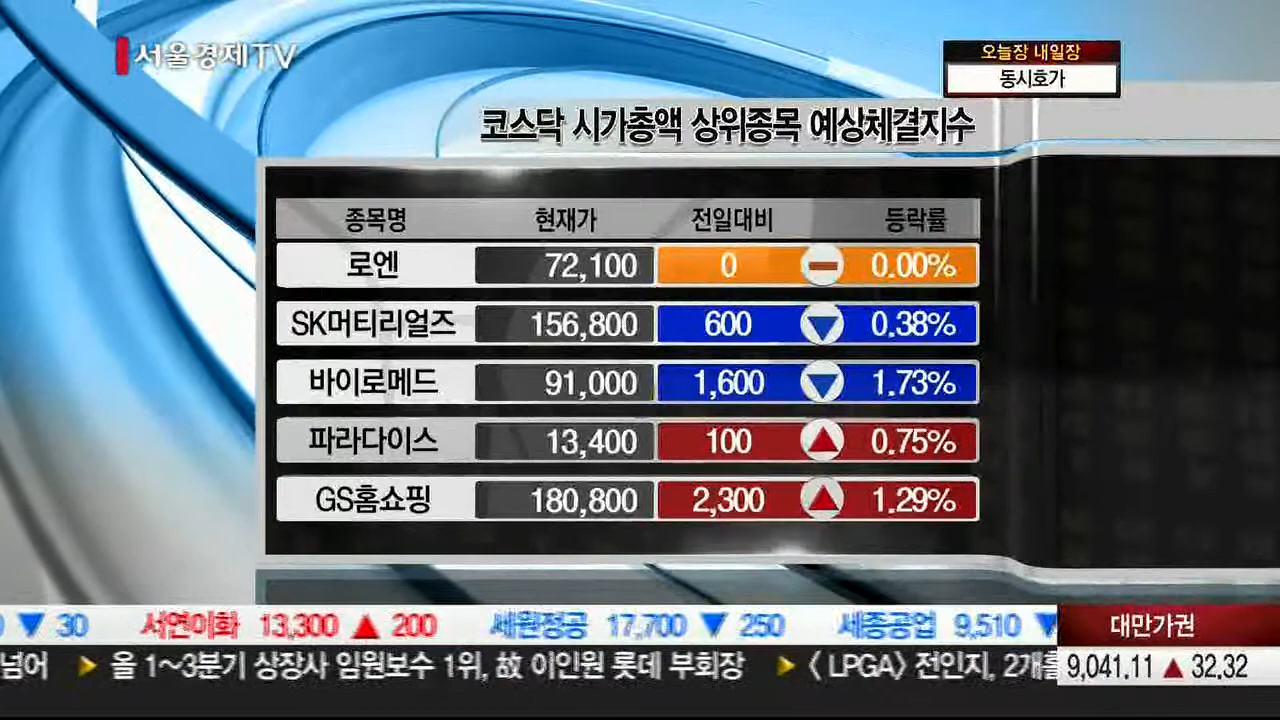 서울경제TV
오늘장 내일장
동시호가
코스닥 시가총액 상위종목 예상체결지수
종목명 현재가 전일대비 등락률
로엔 72,100 0 0.00%
SK머티리얼즈 156,800 600 ▼ 0.38%
바이로메드 91,000 1,600 ▼ 1.73%
파라다이스 13,400 100 ▲ 0.75%
GS홈쇼핑 180,800 2,300 ▲ 1.29%
▼ 30 서연이화 13,300 ▲ 200 세원정공 17,700 ▼ 250 세종공업 9,510 ▼
대만가권
넘어 ▶ 올 1~3분기 상장사 임원보수 1위, 故 이인원 롯데 부회장 ▶ 〈LPGA〉 전인지, 2개
9,041.11 ▲ 32.32